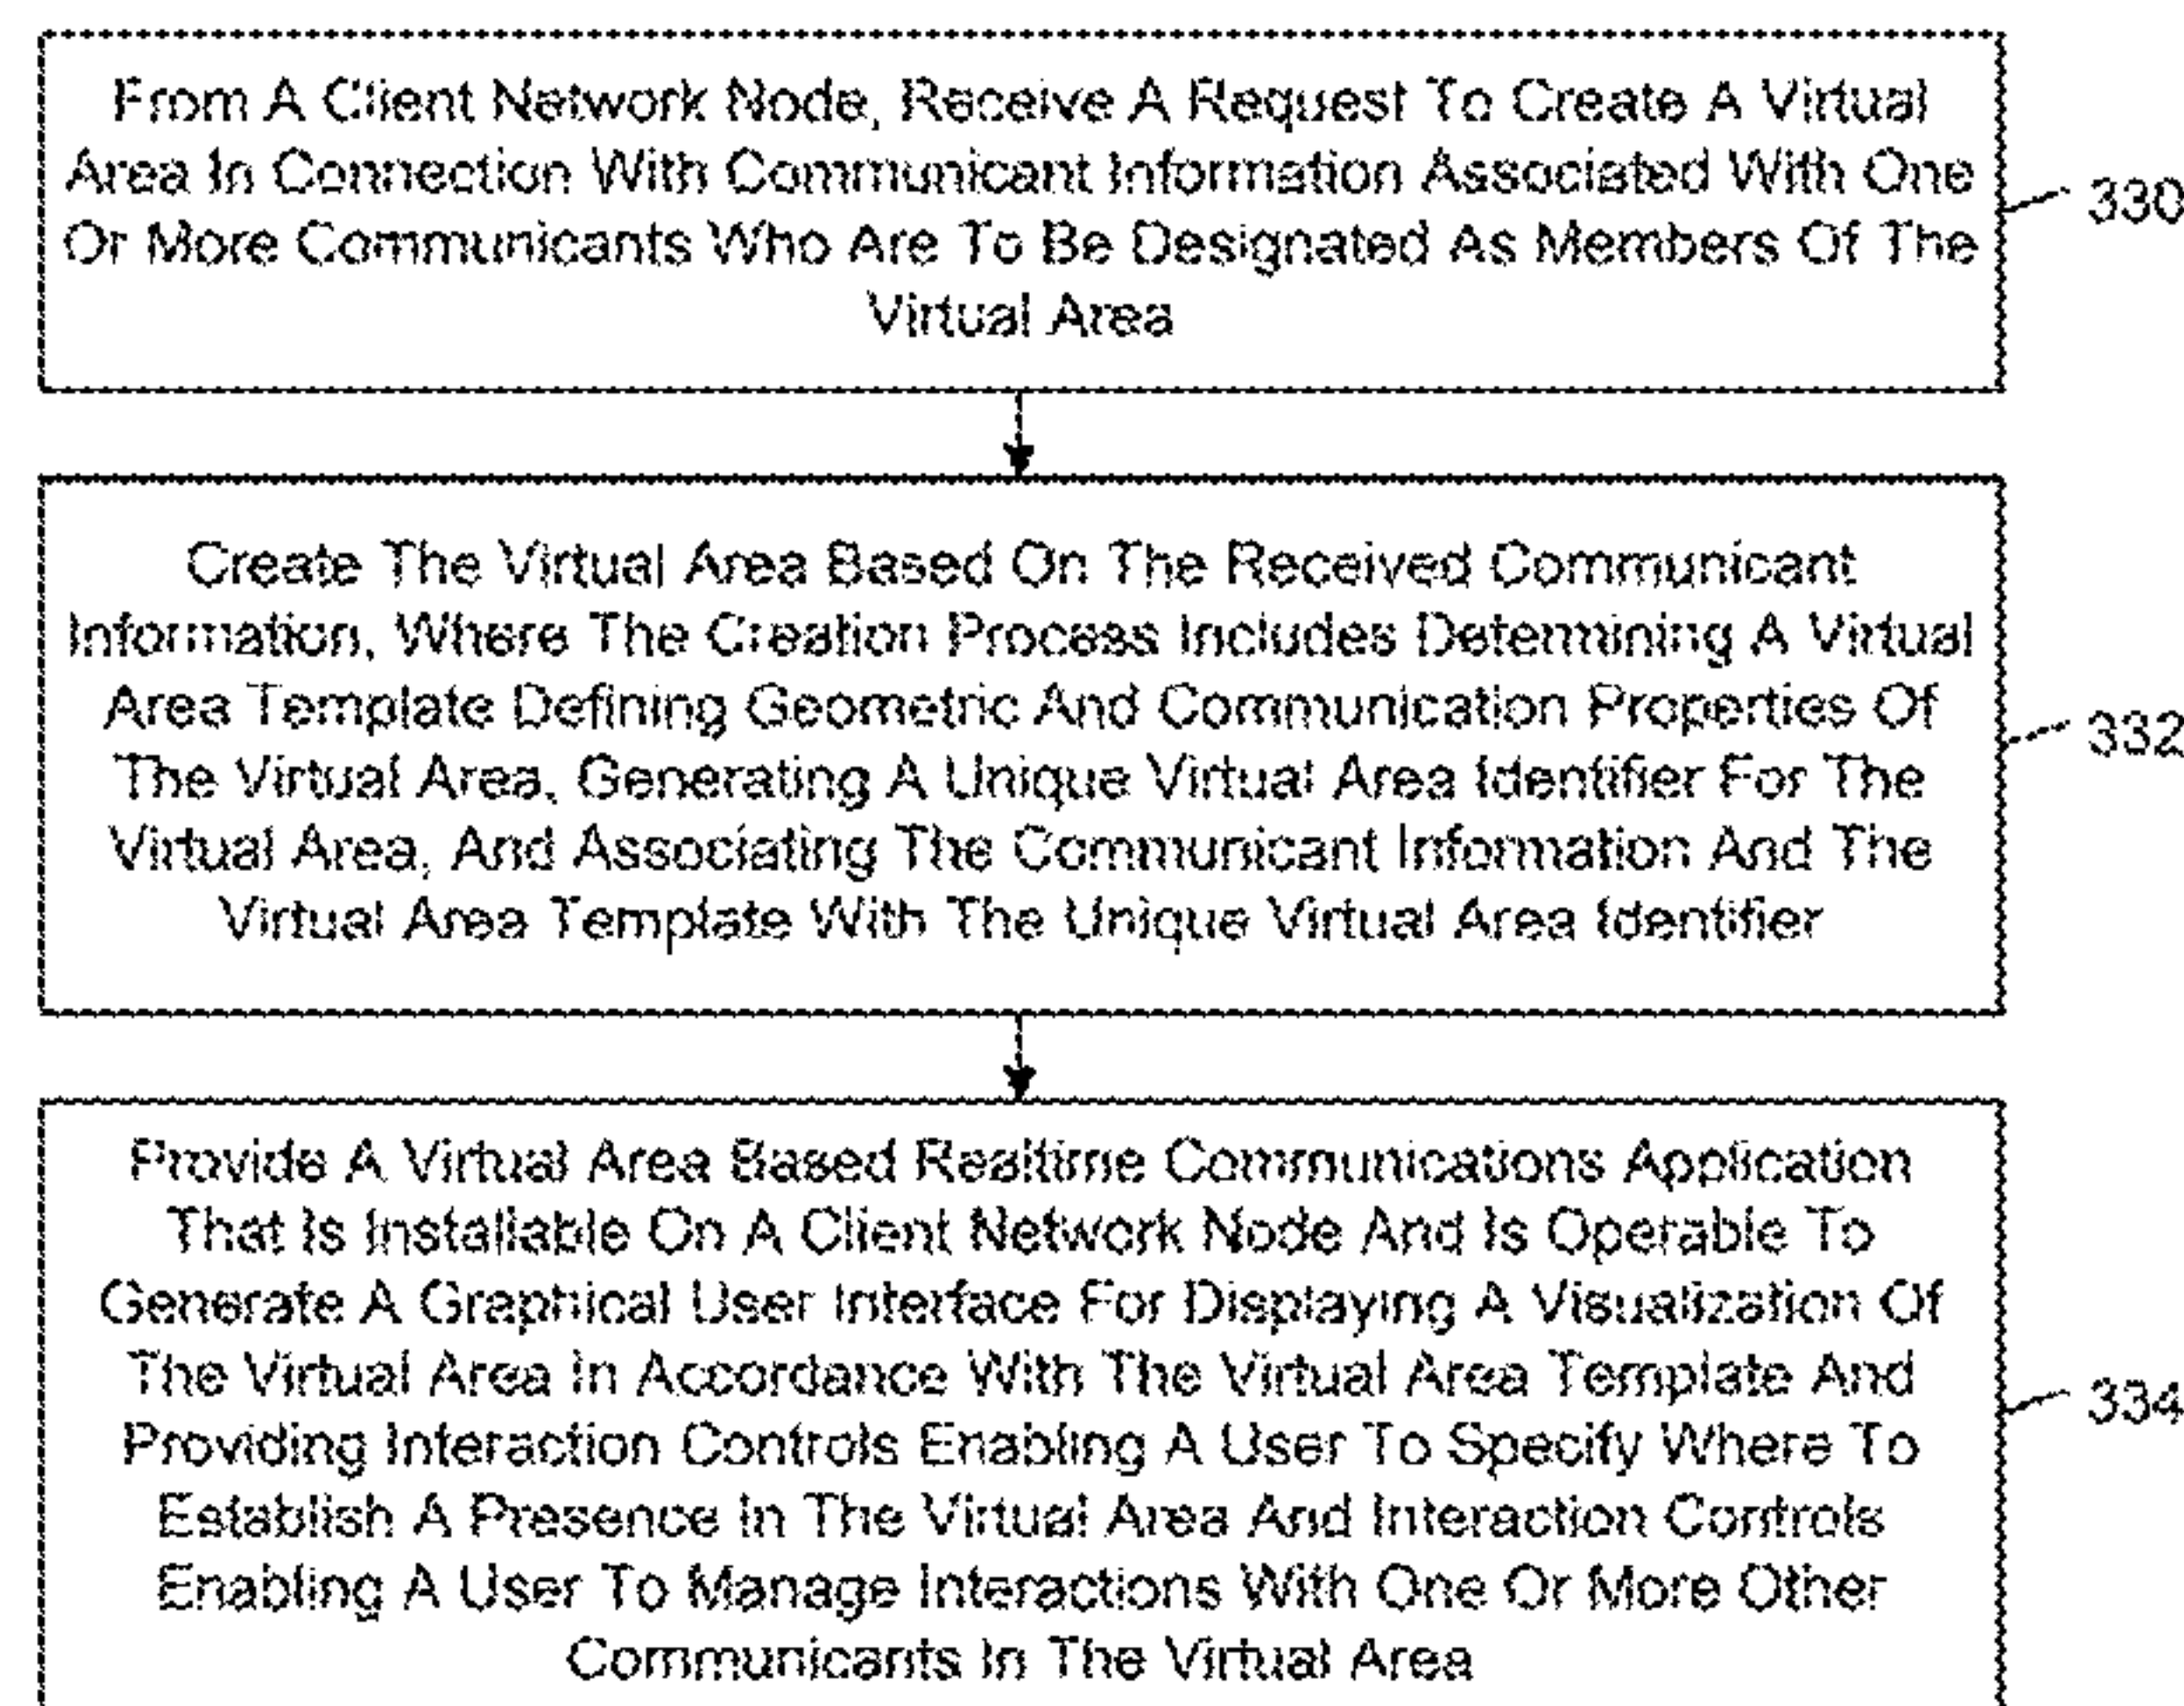 From A Client Network Node, Receive A Request To Create A Virtual
Area In Connection With Communicant Information Associated With One
Or More Communicants Who Are To Be Designated As Members Of The
Virtual Area
330
Create The Virtual Area Based On The Received Communicant
Information, Where The Creation Process Includes Determining A Virtual
Area Template Defining Geometric And Communication Properties Of
The Virtual Area, Generating A Unique Virtual Area Identifier For The
Virtual Area, And Associating The Communicant Information And The
Virtual Area Template With The Unique Virtual Area Identifier
332
Provide A Virtual Area Based Realtime Communications Application
That Is Installable On A Client Network Node And Is Operable To
Generate A Graphical User Interface For Displaying A Visualization Of
The Virtual Area In Accordance With The Virtual Area Template And
Providing Interaction Controls Enabling A User To Specify Where To
Establish A Presence In The Virtual Area And Interaction Controls
Enabling A User To Manage Interactions With One Or More Other
Communicants In The Virtual Area
334